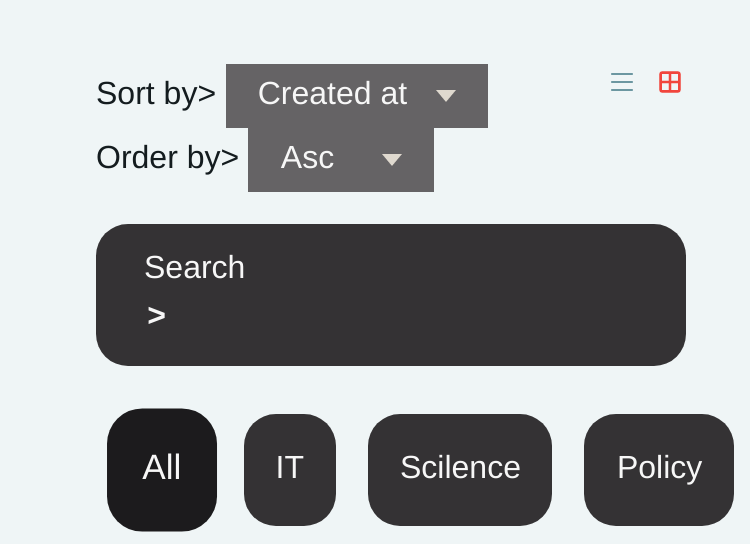 Sort by> Created at
Order by> Asc
Search
>
All IT Scilence Policy